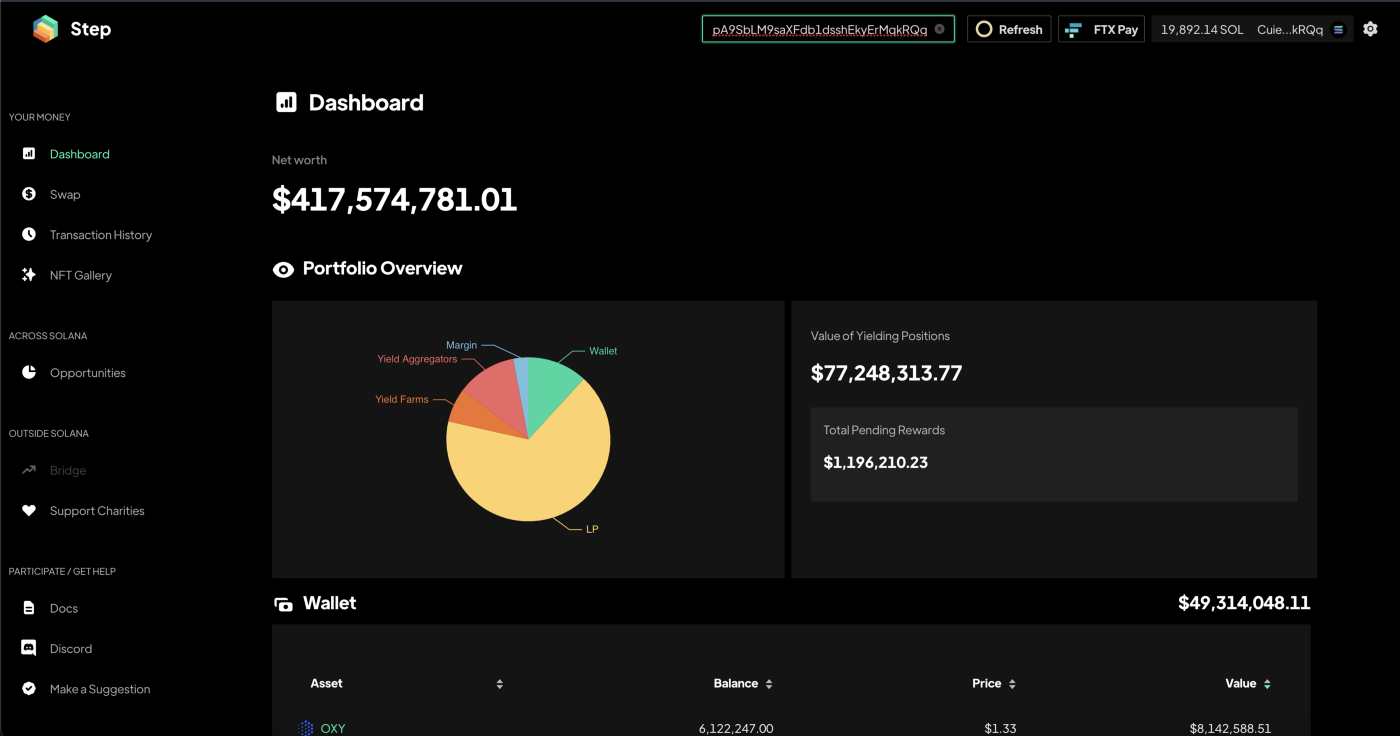 Step
pA9SbLM9saXFdb1dsshEkyErMqkRQq
Refresh
FTX Pay
19,892.14 SOL
Cuie...kRQq
YOUR MONEY
Dashboard
Swap
Transaction History
NFT Gallery
ACROSS SOLANA
Opportunities
OUTSIDE SOLANA
Bridge
Support Charities
PARTICIPATE / GET HELP
Docs
Discord
Make a Suggestion
Dashboard
Net worth
$417,574,781.01
Portfolio Overview
Margin
Wallet
Yield Aggregators
Yield Farms
LP
Value of Yielding Positions
$77,248,313.77
Total Pending Rewards
$1,196,210.23
Wallet
$49,314,048.11
Asset Balance Price Value
OXY 6,122,247.00 $1.33 $8,142,588.51